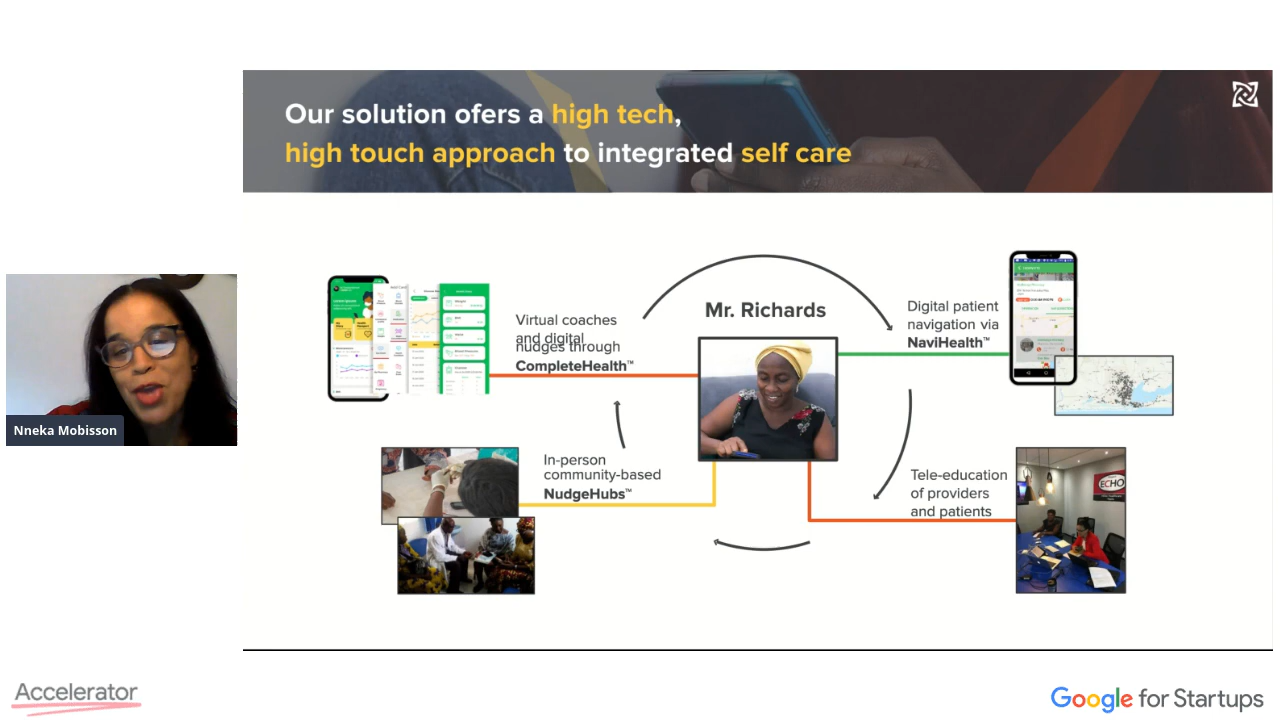 Our solution ofers a high tech,
high touch approach to integrated self care
Mr. Richards
Virtual coaches
and digital
nudges through
CompleteHealth™
Digital patient
navigation via
NaviHealth™
In-person
community-based
NudgeHubs™
Tele-education
of providers
and patients
ECHO
Nneka Mobisson
Accelerator
Google for Startups